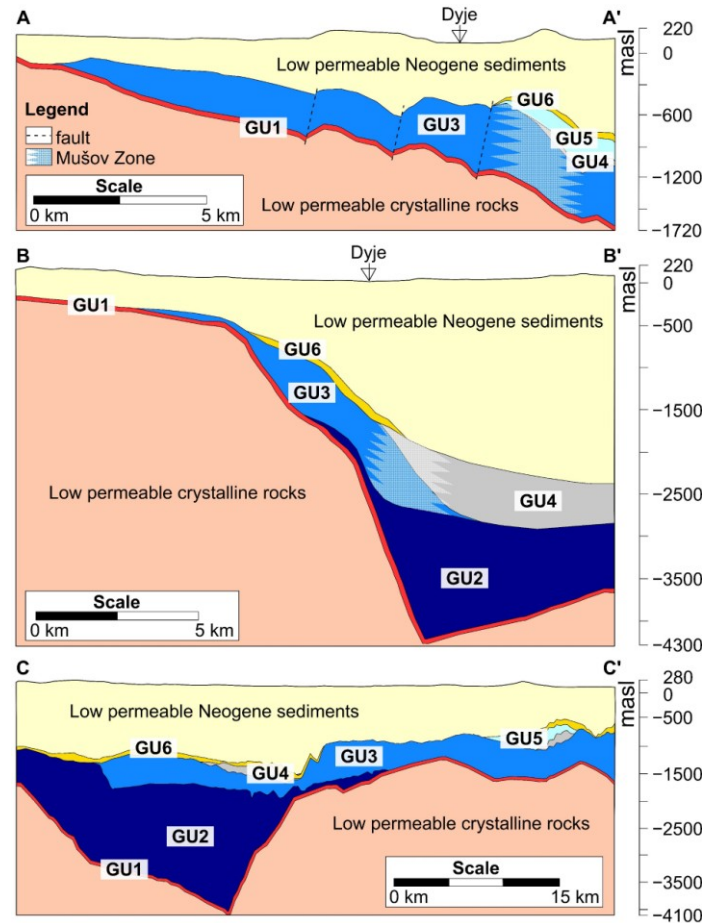 A
Dyje
A'
220
0
masl
Low permeable Neogene sediments
Legend
fault
Mušov Zone
GU1
GU3
GU6
GU5
GU4
−600
−1200
−1720
Scale
0 km
5 km
Low permeable crystalline rocks
B
Dyje
B'
220
0
masl
GU1
Low permeable Neogene sediments
−500
GU6
GU3
−1500
Low permeable crystalline rocks
GU4
−2500
GU2
−3500
Scale
0 km
5 km
−4300
C
C'
280
0
masl
Low permeable Neogene sediments
−500
GU6
GU4
GU3
GU5
−1500
GU2
Low permeable crystalline rocks
−2500
GU1
Scale
0 km
15 km
−3500
−4100